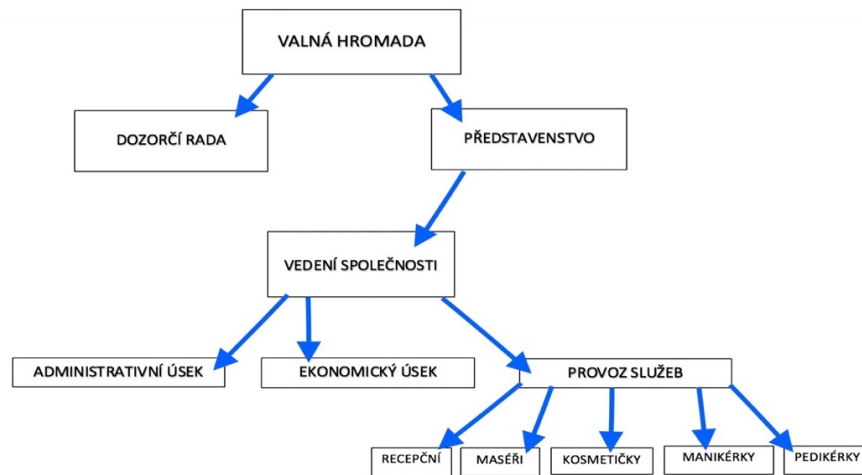 VALNÁ HROMADA
DOZORČÍ RADA
PŘEDSTAVENSTVO
VEDENÍ SPOLEČNOSTI
ADMINISTRATIVNÍ ÚSEK
EKONOMICKÝ ÚSEK
PROVOZ SLUŽEB
RECEPČNÍ
MASÉŘI
KOSMETIČKY
MANIKÉRKY
PEDIKÉRKY